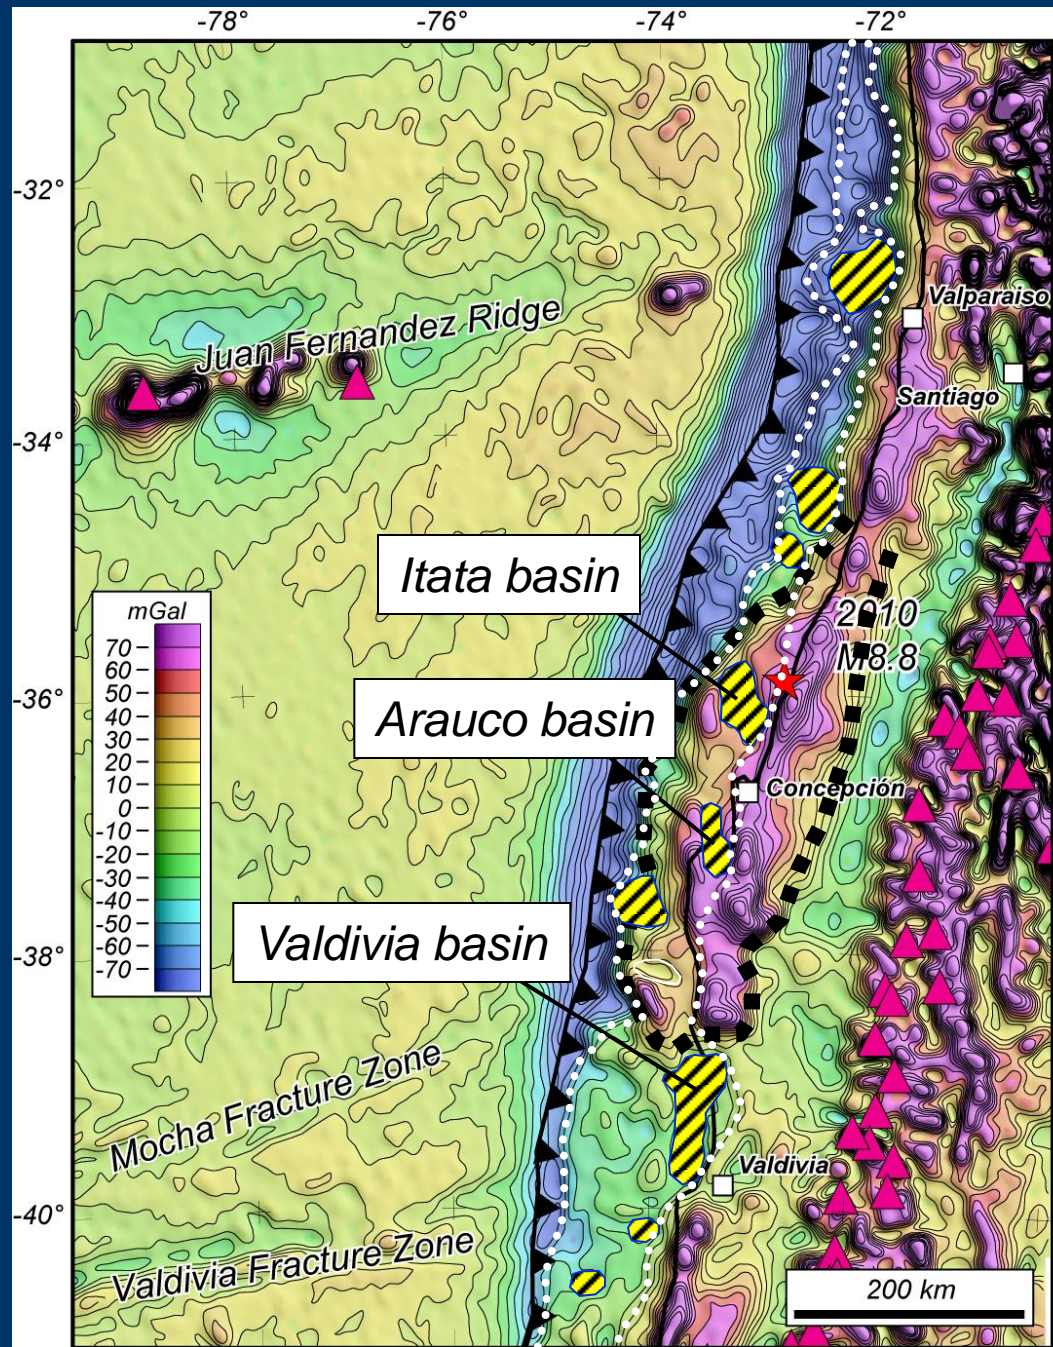 -78°
-76°
-74°
-72°
-32°
Juan Fernandez Ridge
Valparaiso
Santiago
-34°
Itata basin
mGal
70
60
50
40
30
20
10
0
-10
-20
-30
-40
-50
-60
-70
2010
M8.8
-36°
Arauco basin
Concepción
Valdivia basin
-38°
Mocha Fracture Zone
Valdivia
-40°
Valdivia Fracture Zone
200 km